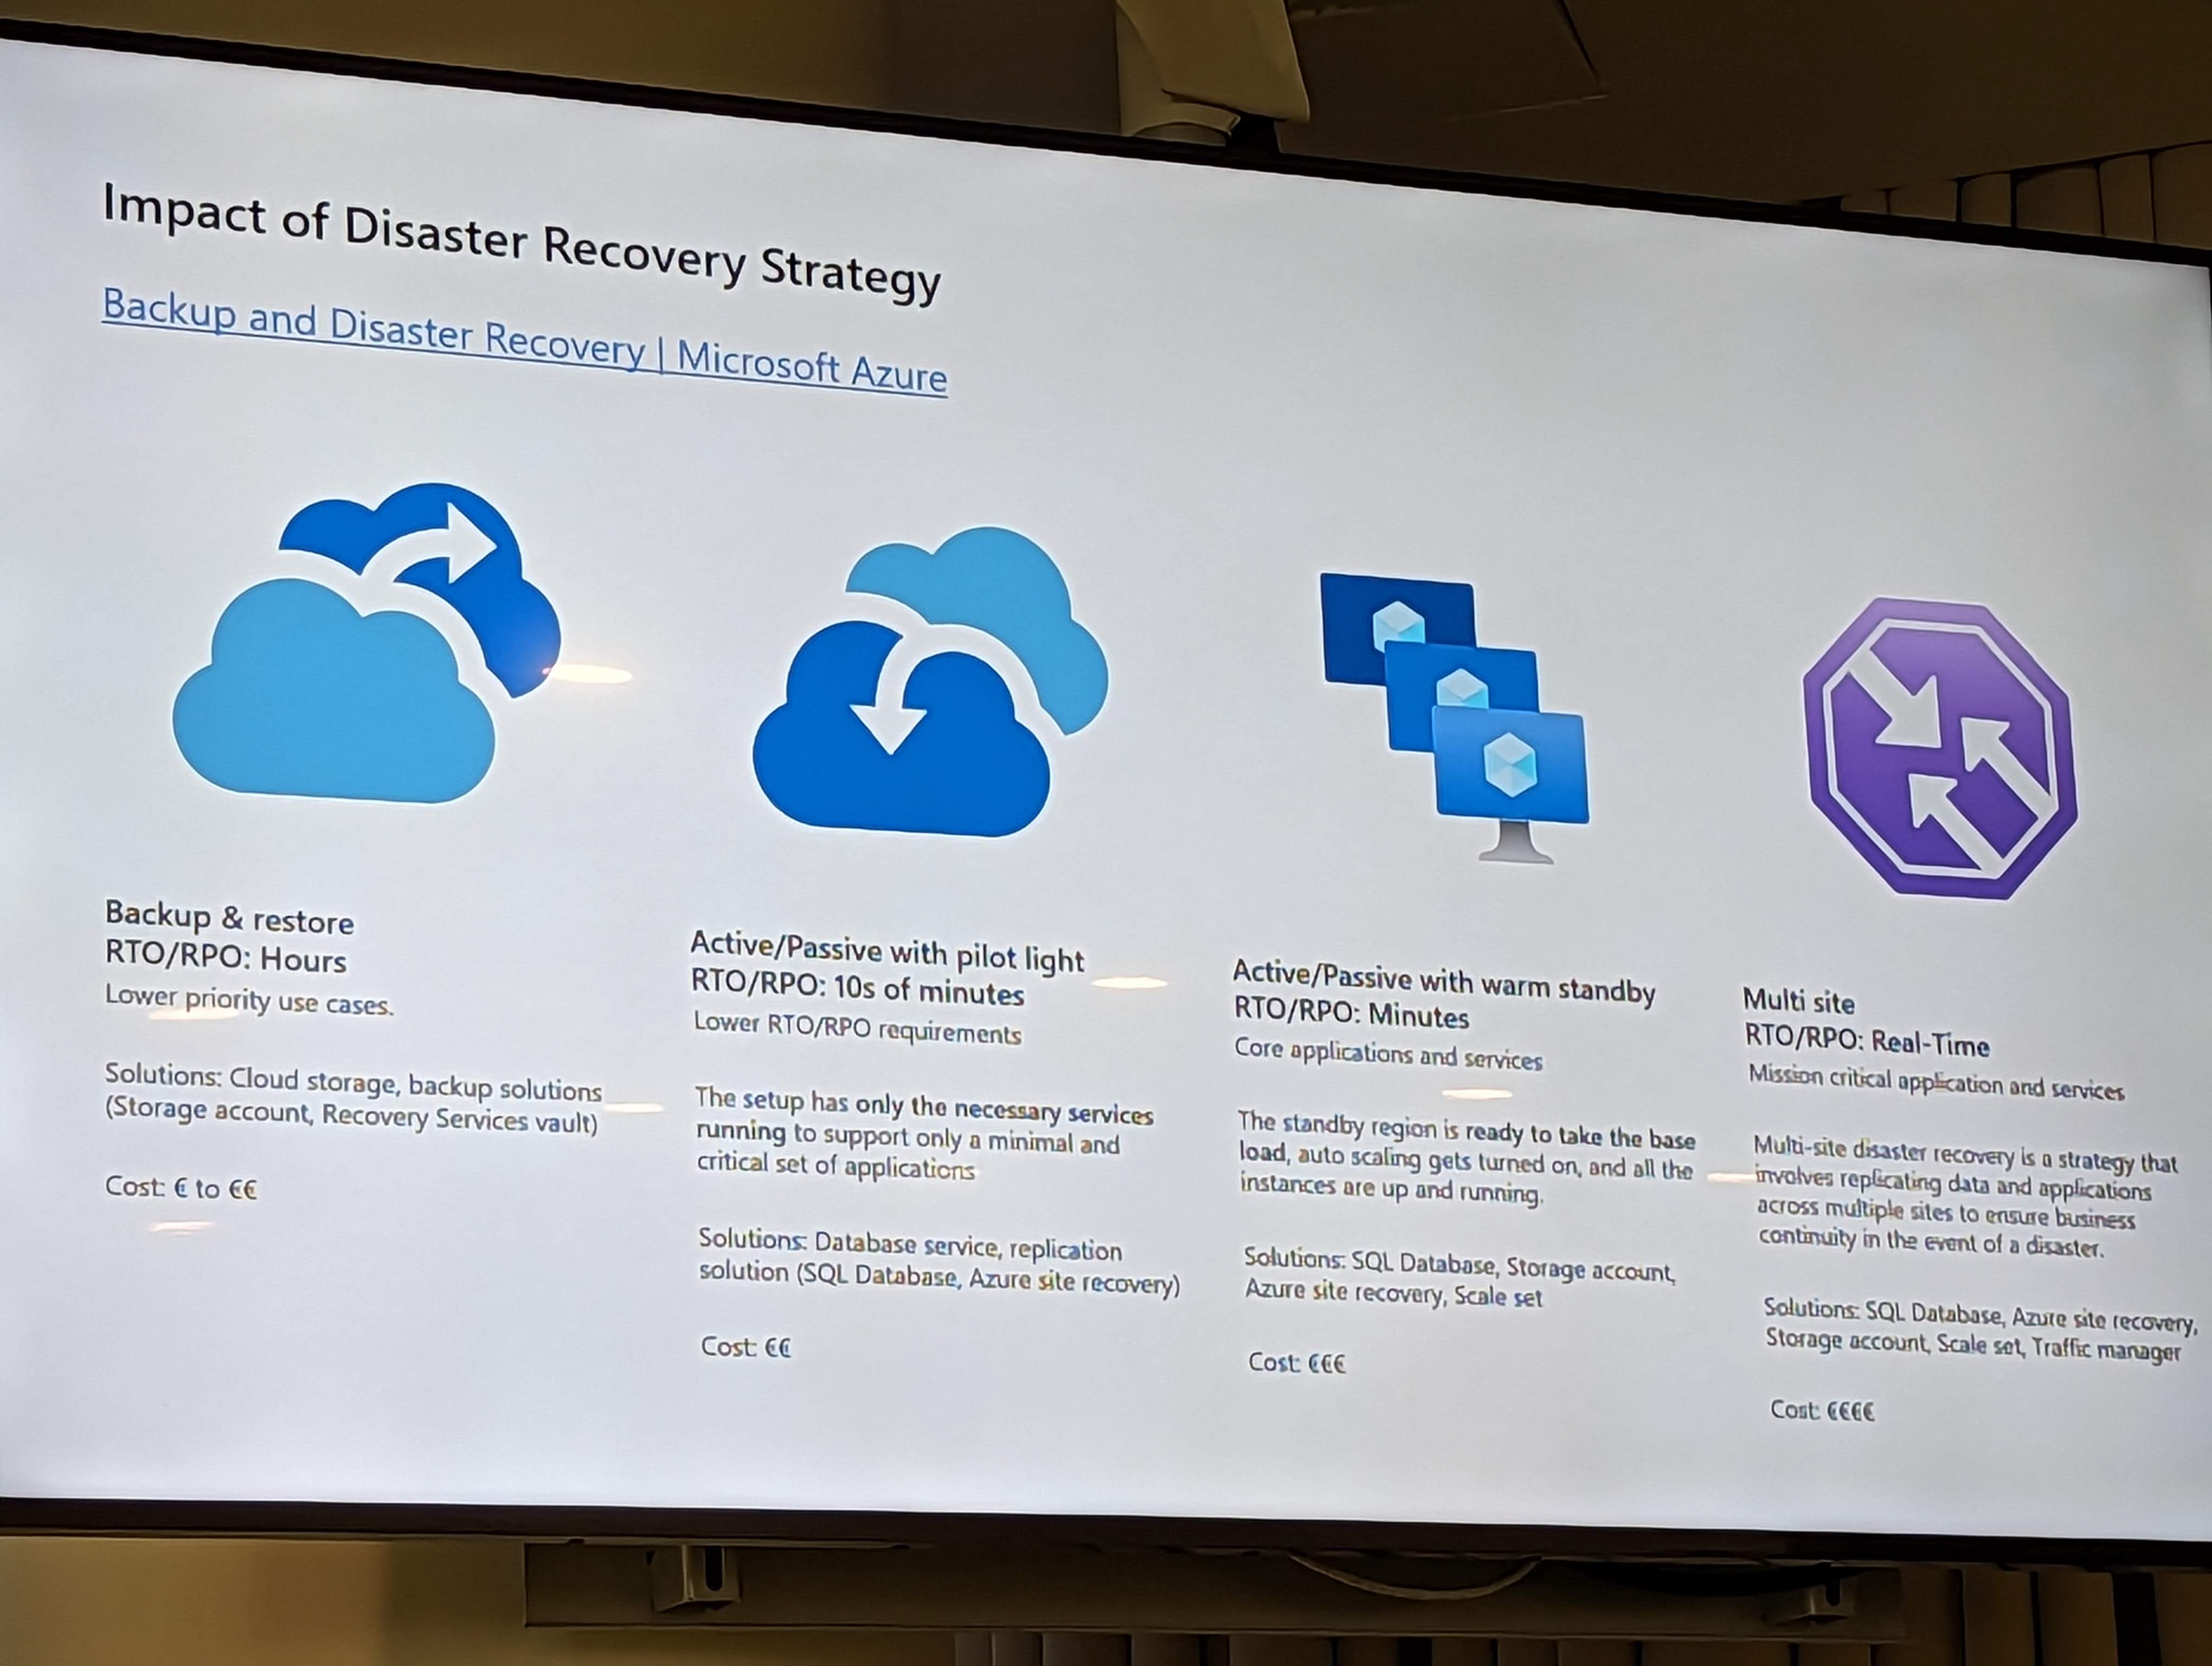 Impact of Disaster Recovery Strategy
Backup and Disaster Recovery | Microsoft Azure
Backup & restore
RTO/RPO: Hours
Lower priority use cases.
Solutions: Cloud storage, backup solutions
(Storage account, Recovery Services vault)
Cost: € to €€
Active/Passive with pilot light
RTO/RPO: 10s of minutes
Lower RTO/RPO requirements
The setup has only the necessary services
running to support only a minimal and
critical set of applications
Solutions: Database service, replication
solution (SQL Database, Azure site recovery)
Cost: €€
Active/Passive with warm standby
RTO/RPO: Minutes
Core applications and services
The standby region is ready to take the base
load, auto scaling gets turned on, and all the
instances are up and running.
Solutions: SQL Database, Storage account,
Azure site recovery, Scale set
Cost: €€€
Multi site
RTO/RPO: Real-Time
Mission critical application and services
Multi-site disaster recovery is a strategy that
involves replicating data and applications
across multiple sites to ensure business
continuity in the event of a disaster.
Solutions: SQL Database, Azure site recovery,
Storage account, Scale set, Traffic manager
Cost: €€€€